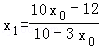 x₁ = (10 x₀ − 12) / (10 − 3 x₀)